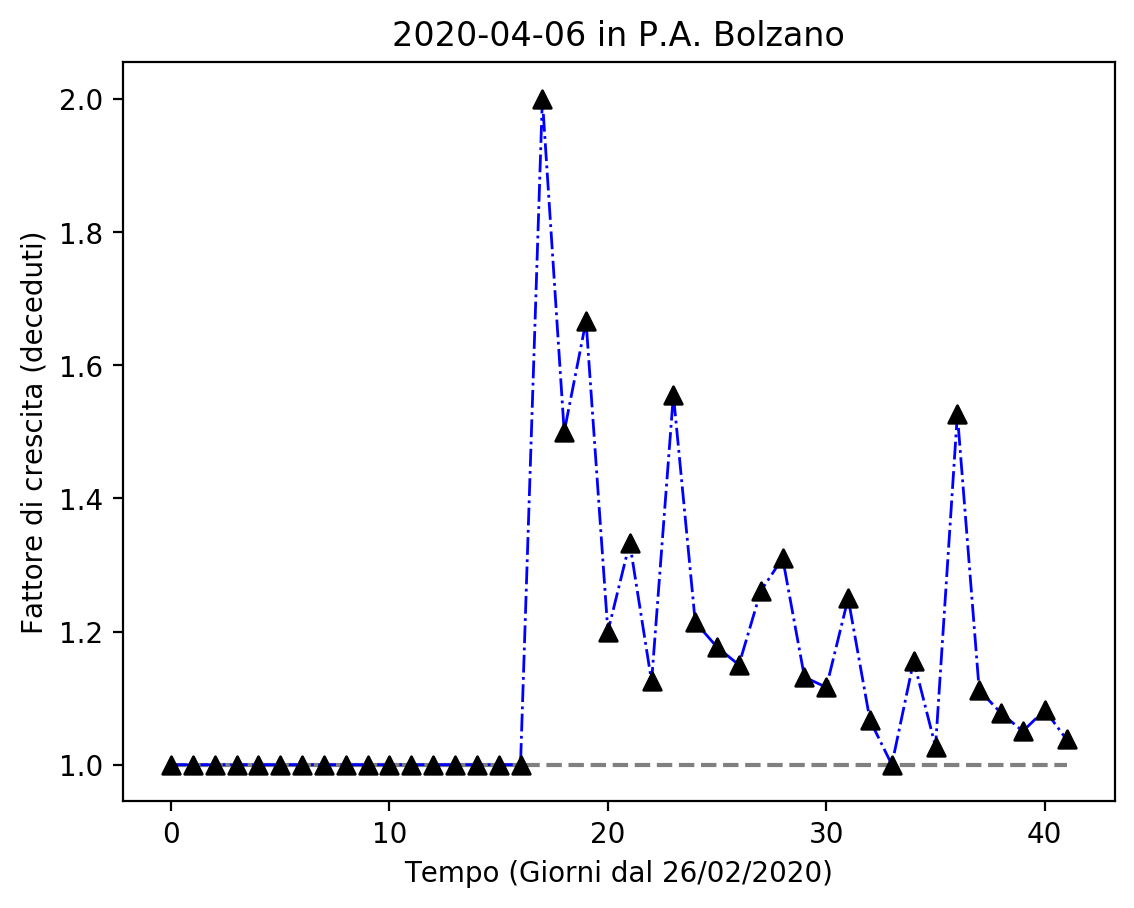 2020-04-06 in P.A. Bolzano
Fattore di crescita (deceduti)
2.0
1.8
1.6
1.4
1.2
1.0
0 10 20 30 40
Tempo (Giorni dal 26/02/2020)